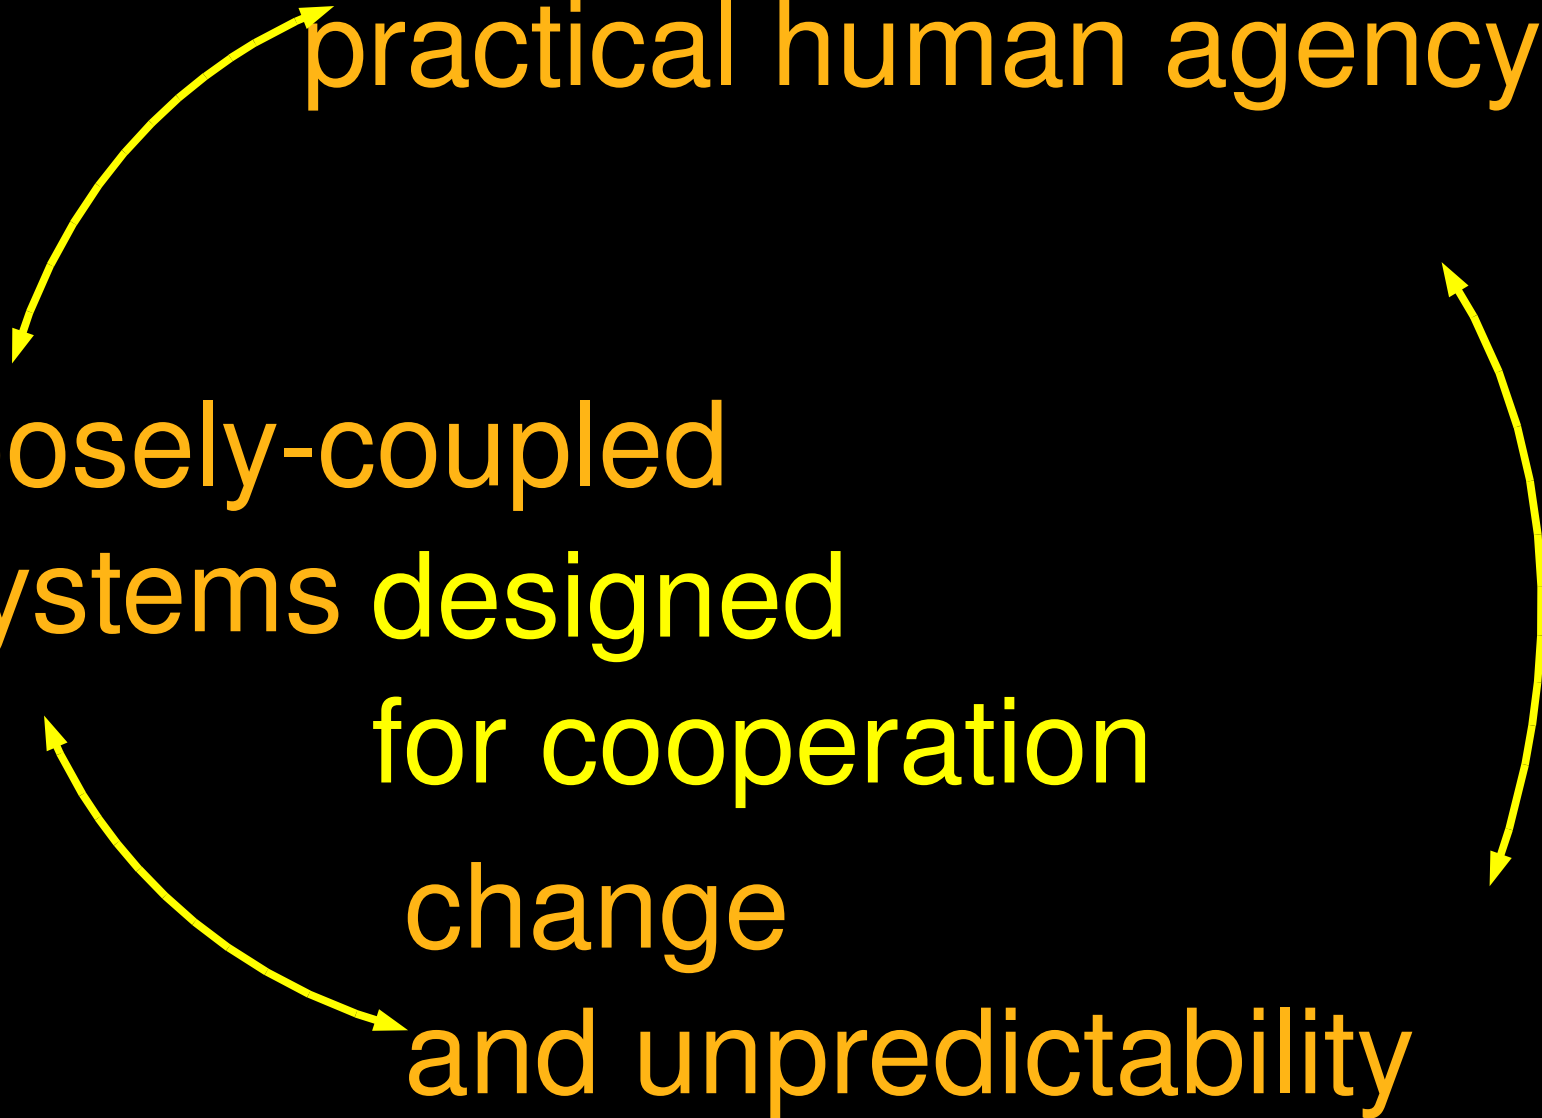 practical human agency
osely-coupled
ystems designed
for cooperation
change
and unpredictability